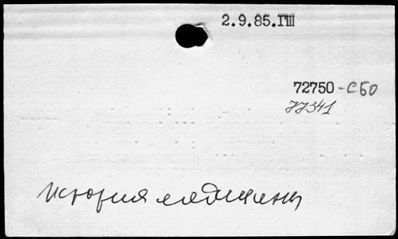 2.9.85.ГШ
72750-СБО
77341
История медицины